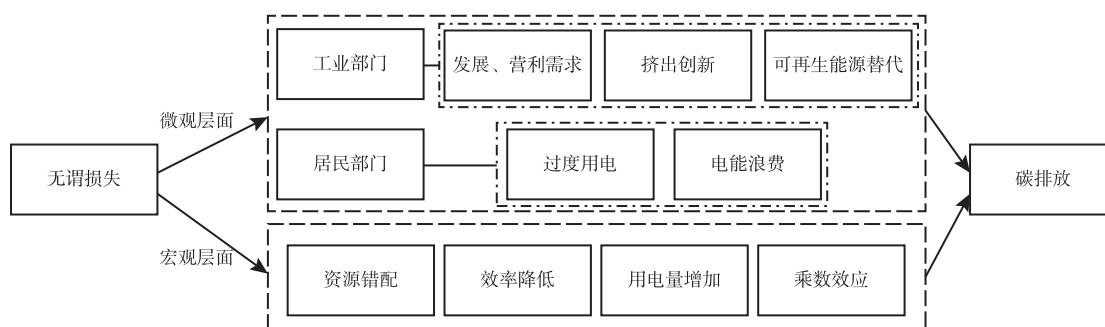 工业部门
发展、营利需求
挤出创新
可再生能源替代
微观层面
居民部门
过度用电
电能浪费
无谓损失
碳排放
宏观层面
资源错配
效率降低
用电量增加
乘数效应